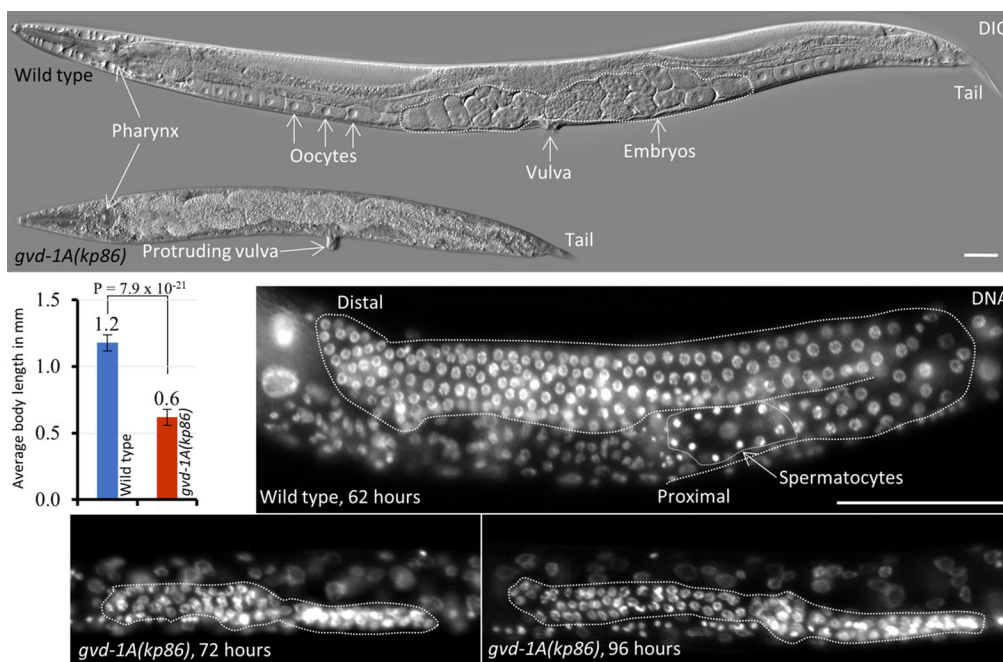 DIC
Wild type
Tail
Pharynx
Oocytes
Vulva
Embryos
Protruding vulva
Tail
gvd-1A(kp86)
P = 7.9 x 10-21
Average body length in mm
1.5
1.0
0.5
0.0
1.2
0.6
Wild type
gvd-1A(kp86)
Distal
DNA
Spermatocytes
Proximal
Wild type, 62 hours
gvd-1A(kp86), 72 hours
gvd-1A(kp86), 96 hours